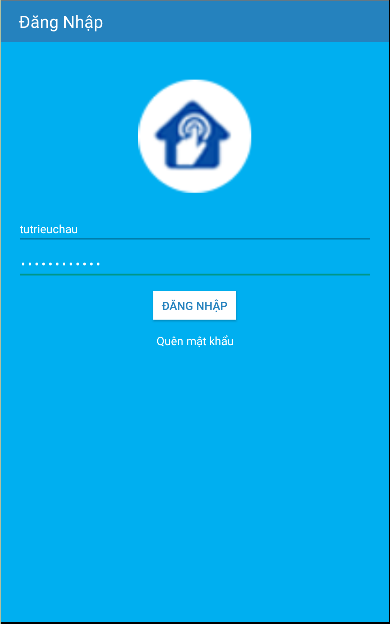 Đăng Nhập
tutrieuchau
............
ĐĂNG NHẬP
Quên mật khẩu